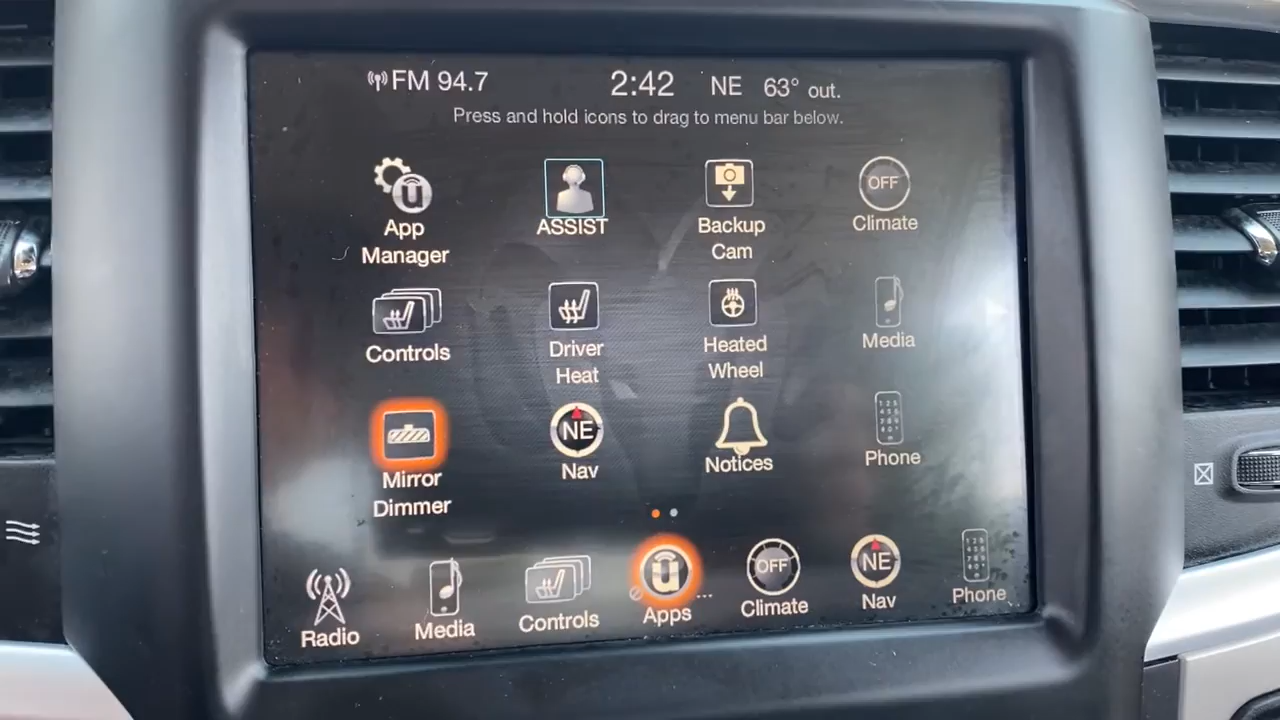 FM 94.7 2:42 NE 63° out.
Press and hold icons to drag to menu bar below.
OFF
App
Manager
ASSIST
Backup
Cam
Climate
Controls
Driver
Heat
Heated
Wheel
Media
NE
Mirror
Dimmer
Nav
Notices
Phone
OFF
NE
Radio
Media
Controls
Apps
Climate
Nav
Phone